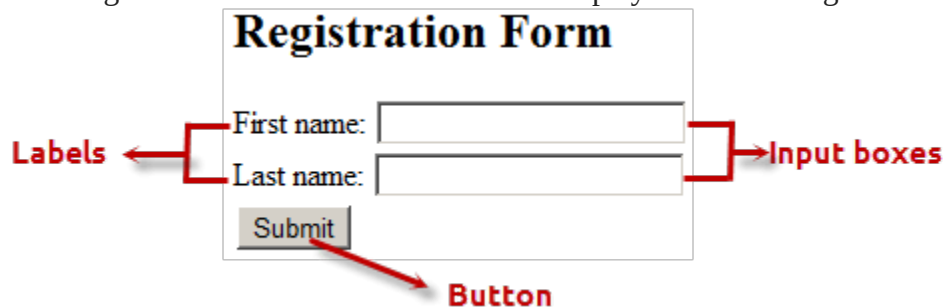 Registration Form
First name:
Labels
Input boxes
Last name:
Submit
Button